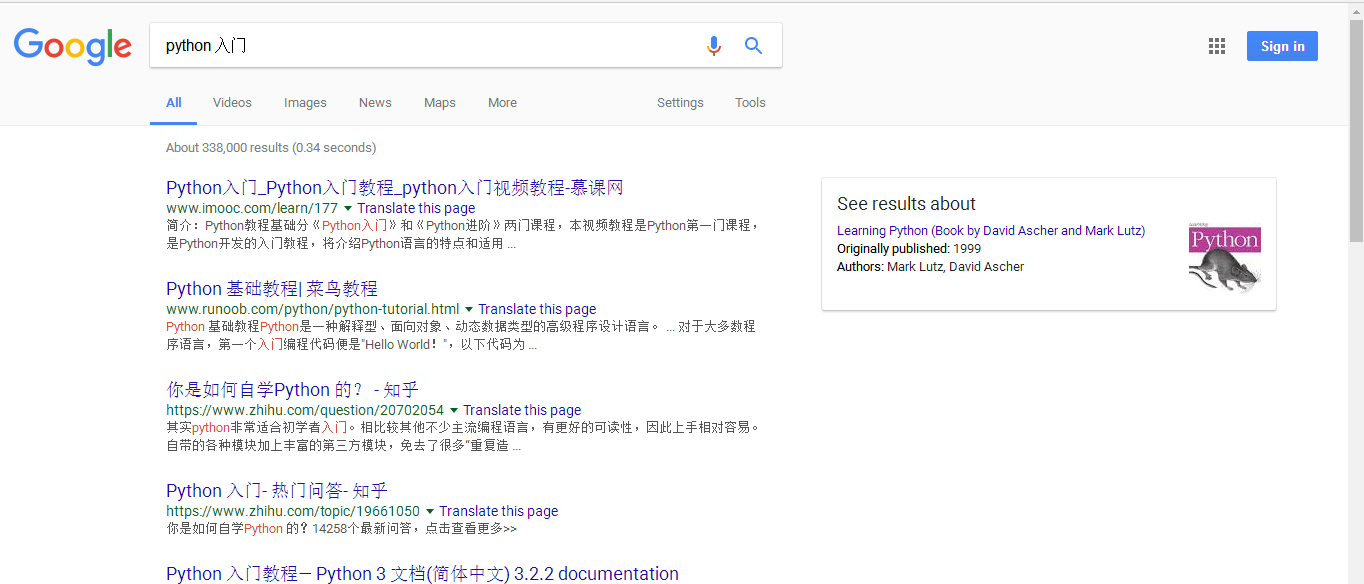 Google
python 入门
Sign in
All Videos Images News Maps More Settings Tools
About 338,000 results (0.34 seconds)
Python入门_Python入门教程_python入门视频教程-慕课网
www.imooc.com/learn/177 ▼ Translate this page
简介：Python教程基础分《Python入门》和《Python进阶》两门课程，本视频教程是Python第一门课程，
是Python开发的入门教程，将介绍Python语言的特点和适用 ...
Python 基础教程| 菜鸟教程
www.runoob.com/python/python-tutorial.html ▼ Translate this page
Python 基础教程Python是一种解释型、面向对象、动态数据类型的高级程序设计语言。 ... 对于大多数程
序语言，第一个入门编程代码便是"Hello World！"，以下代码为 ...
你是如何自学Python 的？ - 知乎
https://www.zhihu.com/question/20702054 ▼ Translate this page
其实python非常适合初学者入门。相比较其他不少主流编程语言，有更好的可读性，因此上手相对容易。
自带的各种模块加上丰富的第三方模块，免去了很多“重复造 ...
Python 入门- 热门问答- 知乎
https://www.zhihu.com/topic/19661050 ▼ Translate this page
你是如何自学Python 的？14258个最新问答，点击查看更多>>
Python 入门教程— Python 3 文档(简体中文) 3.2.2 documentation
See results about
Learning Python (Book by David Ascher and Mark Lutz)
Originally published: 1999
Authors: Mark Lutz, David Ascher
Python